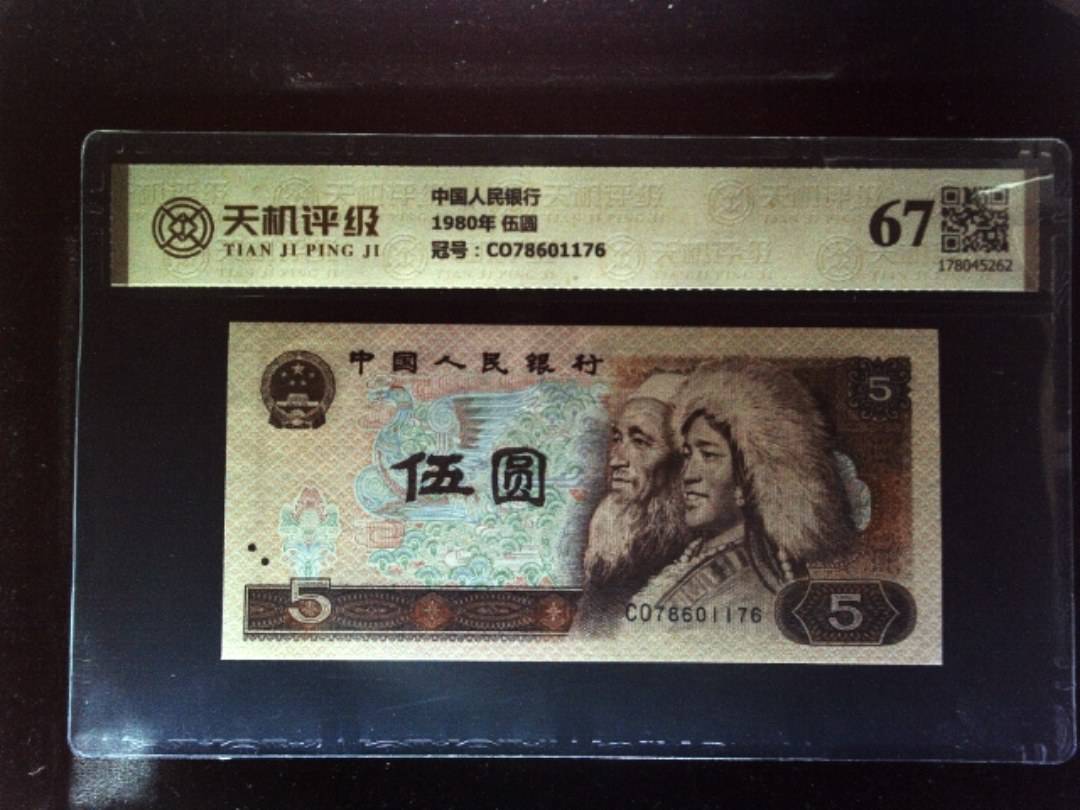 天机评级
TIAN JI PING JI
中国人民银行
1980年 伍圆
冠号：CO78601176
67
178045262
中国人民银行
5
伍圆
5
CO78601176
5